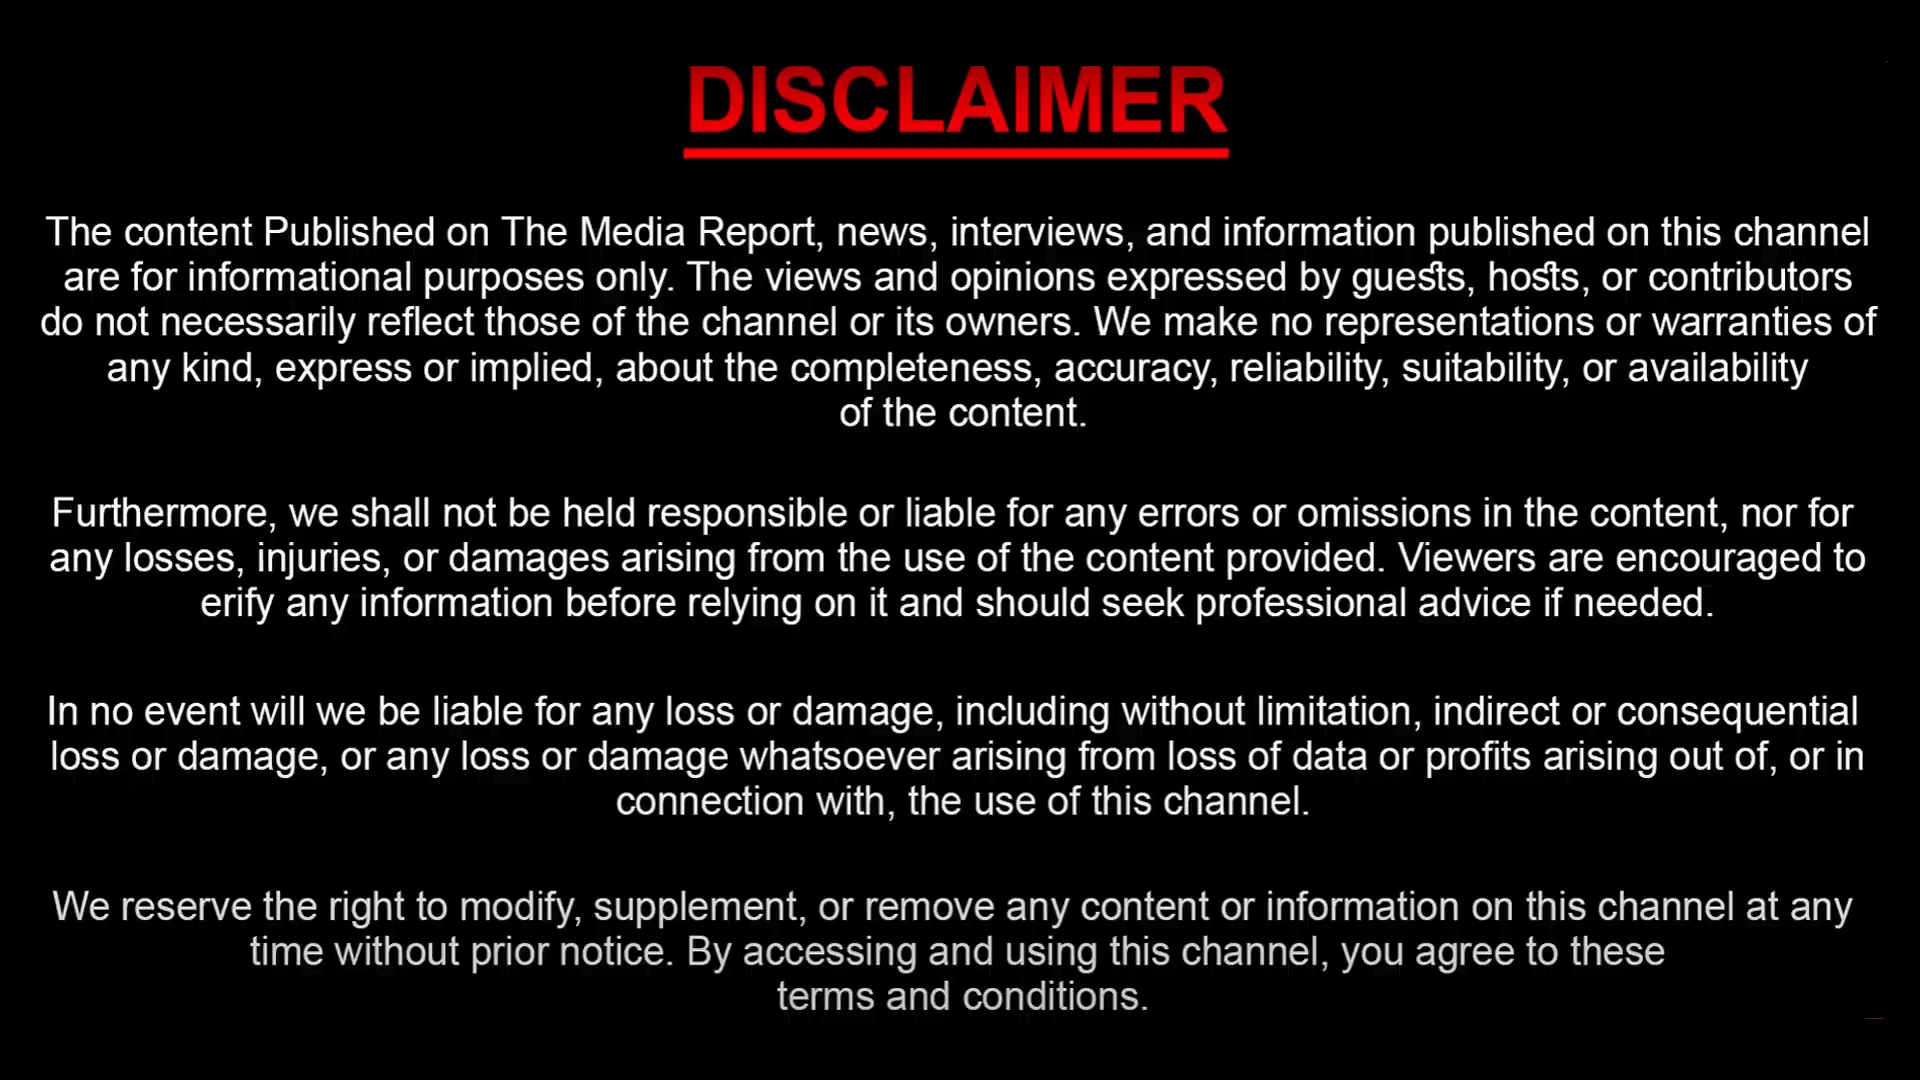 DISCLAIMER
The content Published on The Media Report, news, interviews, and information published on this channel
are for informational purposes only. The views and opinions expressed by guests, hosts, or contributors
do not necessarily reflect those of the channel or its owners. We make no representations or warranties of
any kind, express or implied, about the completeness, accuracy, reliability, suitability, or availability
of the content.
Furthermore, we shall not be held responsible or liable for any errors or omissions in the content, nor for
any losses, injuries, or damages arising from the use of the content provided. Viewers are encouraged to
erify any information before relying on it and should seek professional advice if needed.
In no event will we be liable for any loss or damage, including without limitation, indirect or consequential
loss or damage, or any loss or damage whatsoever arising from loss of data or profits arising out of, or in
connection with, the use of this channel.
We reserve the right to modify, supplement, or remove any content or information on this channel at any
time without prior notice. By accessing and using this channel, you agree to these
terms and conditions.